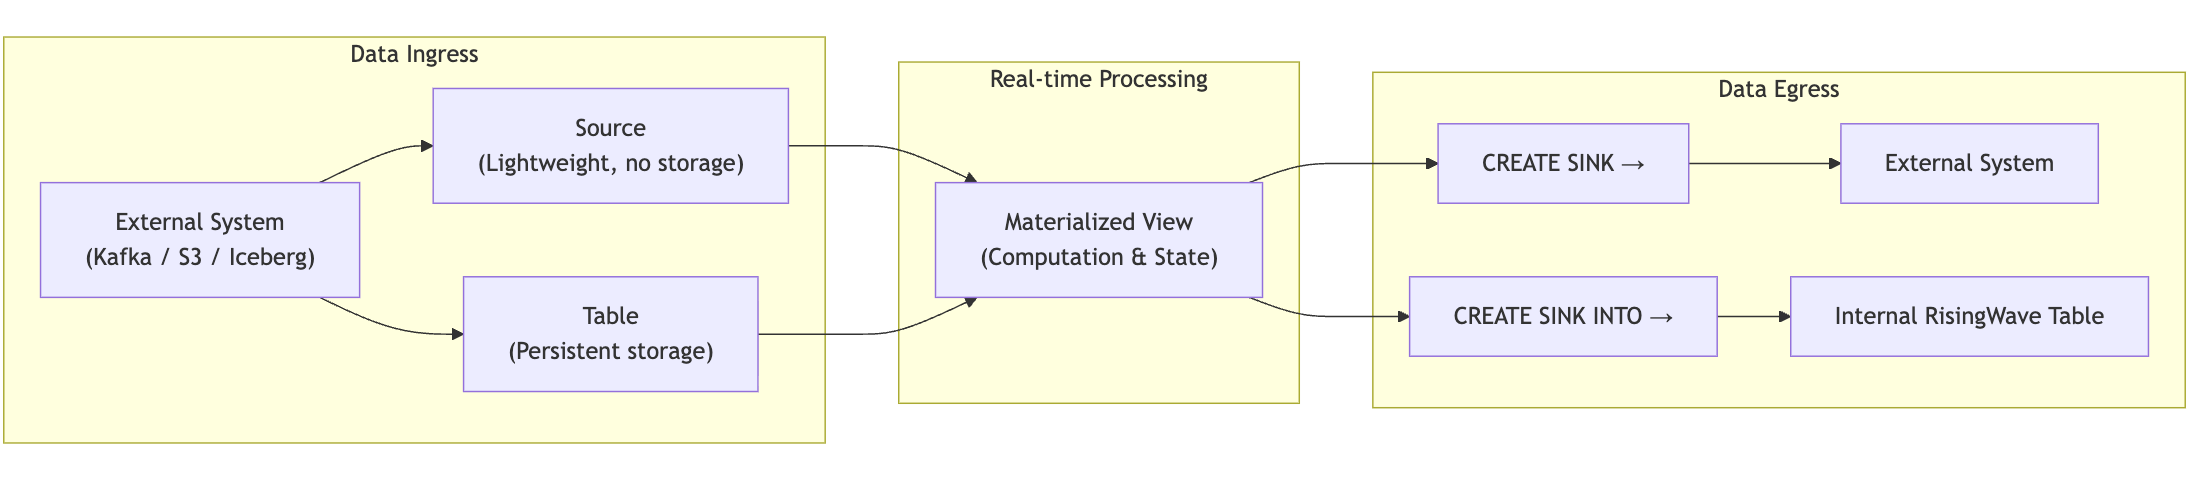 Data Ingress
External System
(Kafka / S3 / Iceberg)
Source
(Lightweight, no storage)
Table
(Persistent storage)
Real-time Processing
Materialized View
(Computation & State)
Data Egress
CREATE SINK →
External System
CREATE SINK INTO →
Internal RisingWave Table